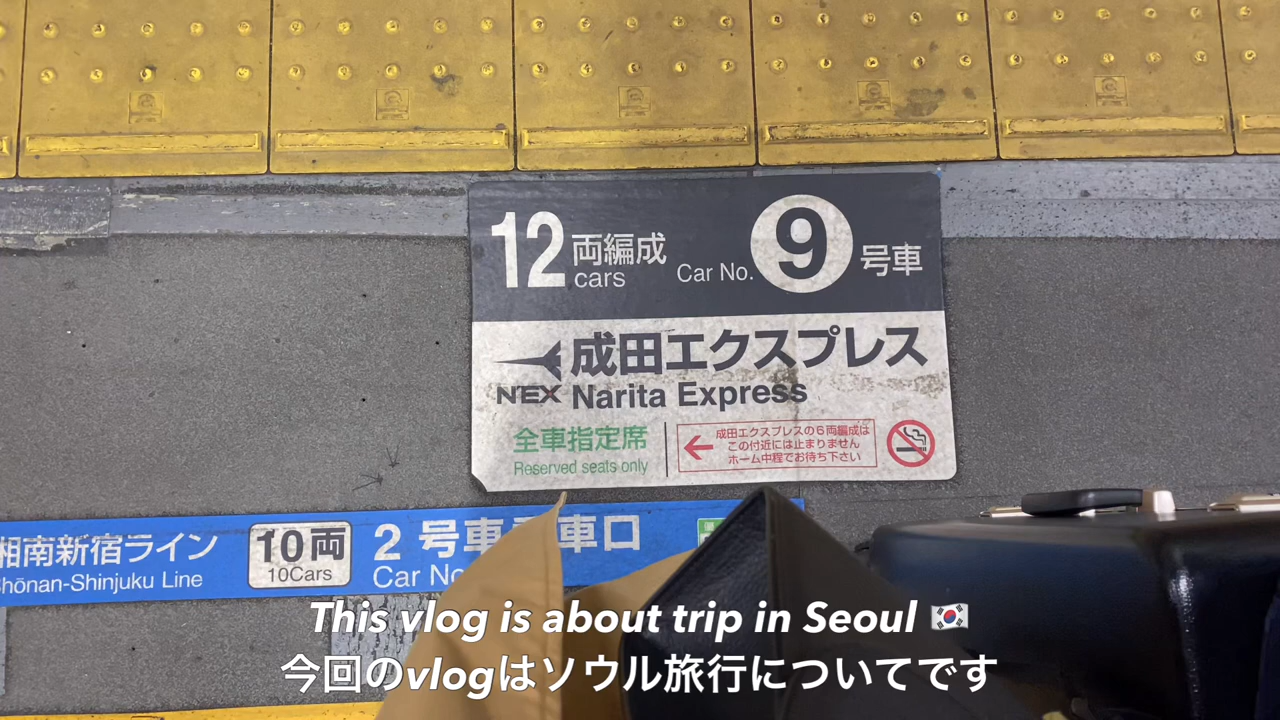 12両編成
cars
Car No. 9号車
成田エクスプレス
N'EX Narita Express
全車指定席
Reserved seats only
成田エクスプレスの6両編成は
この付近には止まりません
ホーム中程でお待ち下さい
湘南新宿ライン
Shōnan-Shinjuku Line
10両
10Cars
2号車 車口
Car No
This vlog is about trip in Seoul 🇰🇷
今回のvlogはソウル旅行についてです